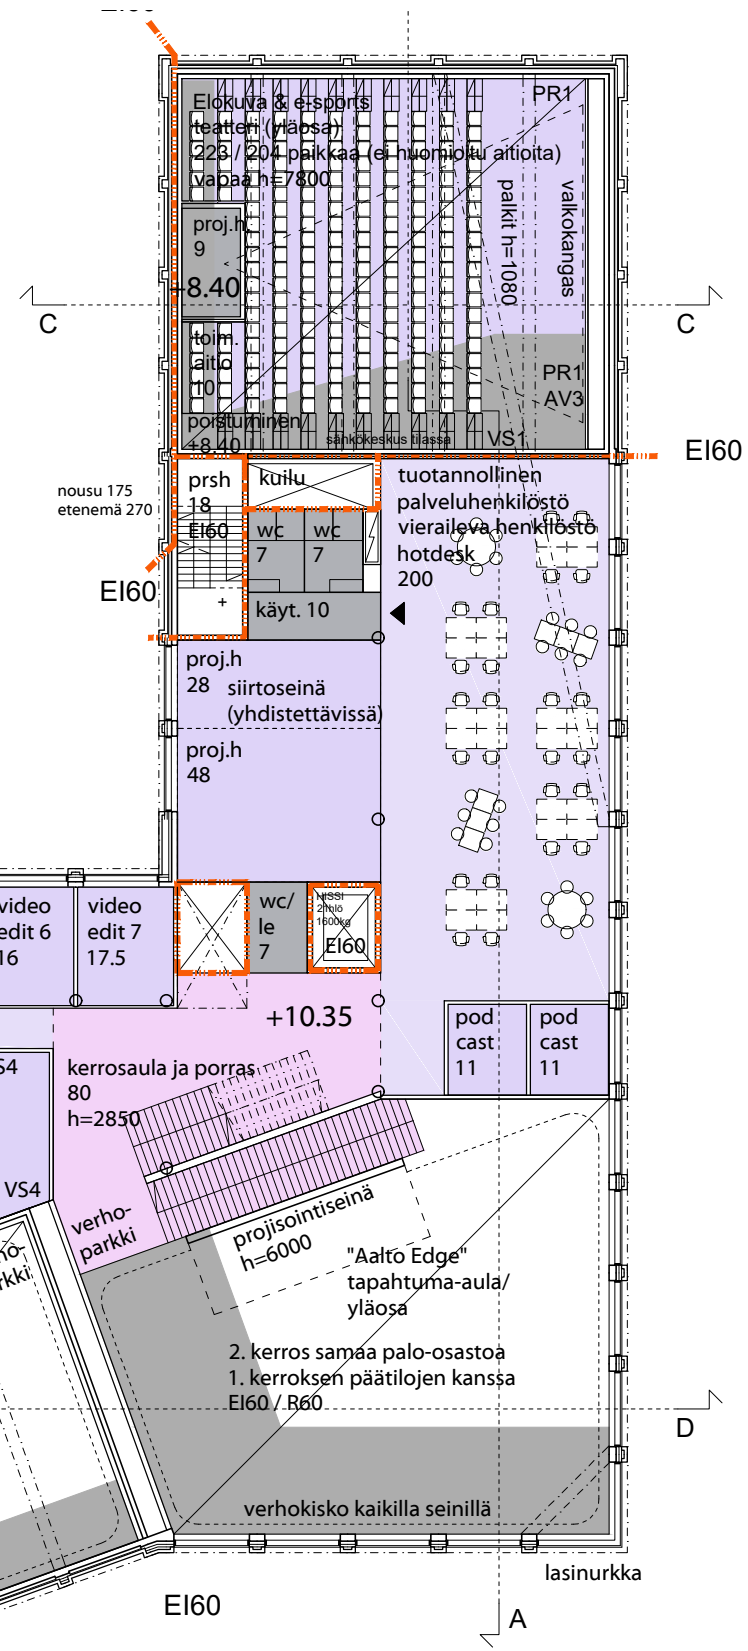 EI60
Elokuva & e-sports
teatteri (yläosa)
223 / 204 paikkaa (ei huomioitu aitioita)
vapaa h=7800
PR1
proj.h
9
+8.40
palkit h=1080
valkokangas
C
C
toim.
aitio
10
PR1
AV3
poistuminen
+8.40
sähkökeskus tilassa
VS1
EI60
nousu 175
etenemä 270
prsh
18
EI60
kuilu
tuotannollinen
palveluhenkilöstö
vieraileva henkilöstö
hotdesk
200
wc
7
wc
7
EI60
+
käyt. 10
proj.h
28
siirtoseinä
(yhdistettävissä)
proj.h
48
video
edit 6
16
video
edit 7
17.5
wc/
le
7
HISSI
21hlö
1600kg
EI60
+10.35
pod
cast
11
pod
cast
11
S4
kerrosaula ja porras
80
h=2850
VS4
verho-
parkki
projisointiseinä
h=6000
"Aalto Edge"
tapahtuma-aula/
yläosa
2. kerros samaa palo-osastoa
1. kerroksen päätilojen kanssa
EI60 / R60
D
verhokisko kaikilla seinillä
lasinurkka
EI60
A